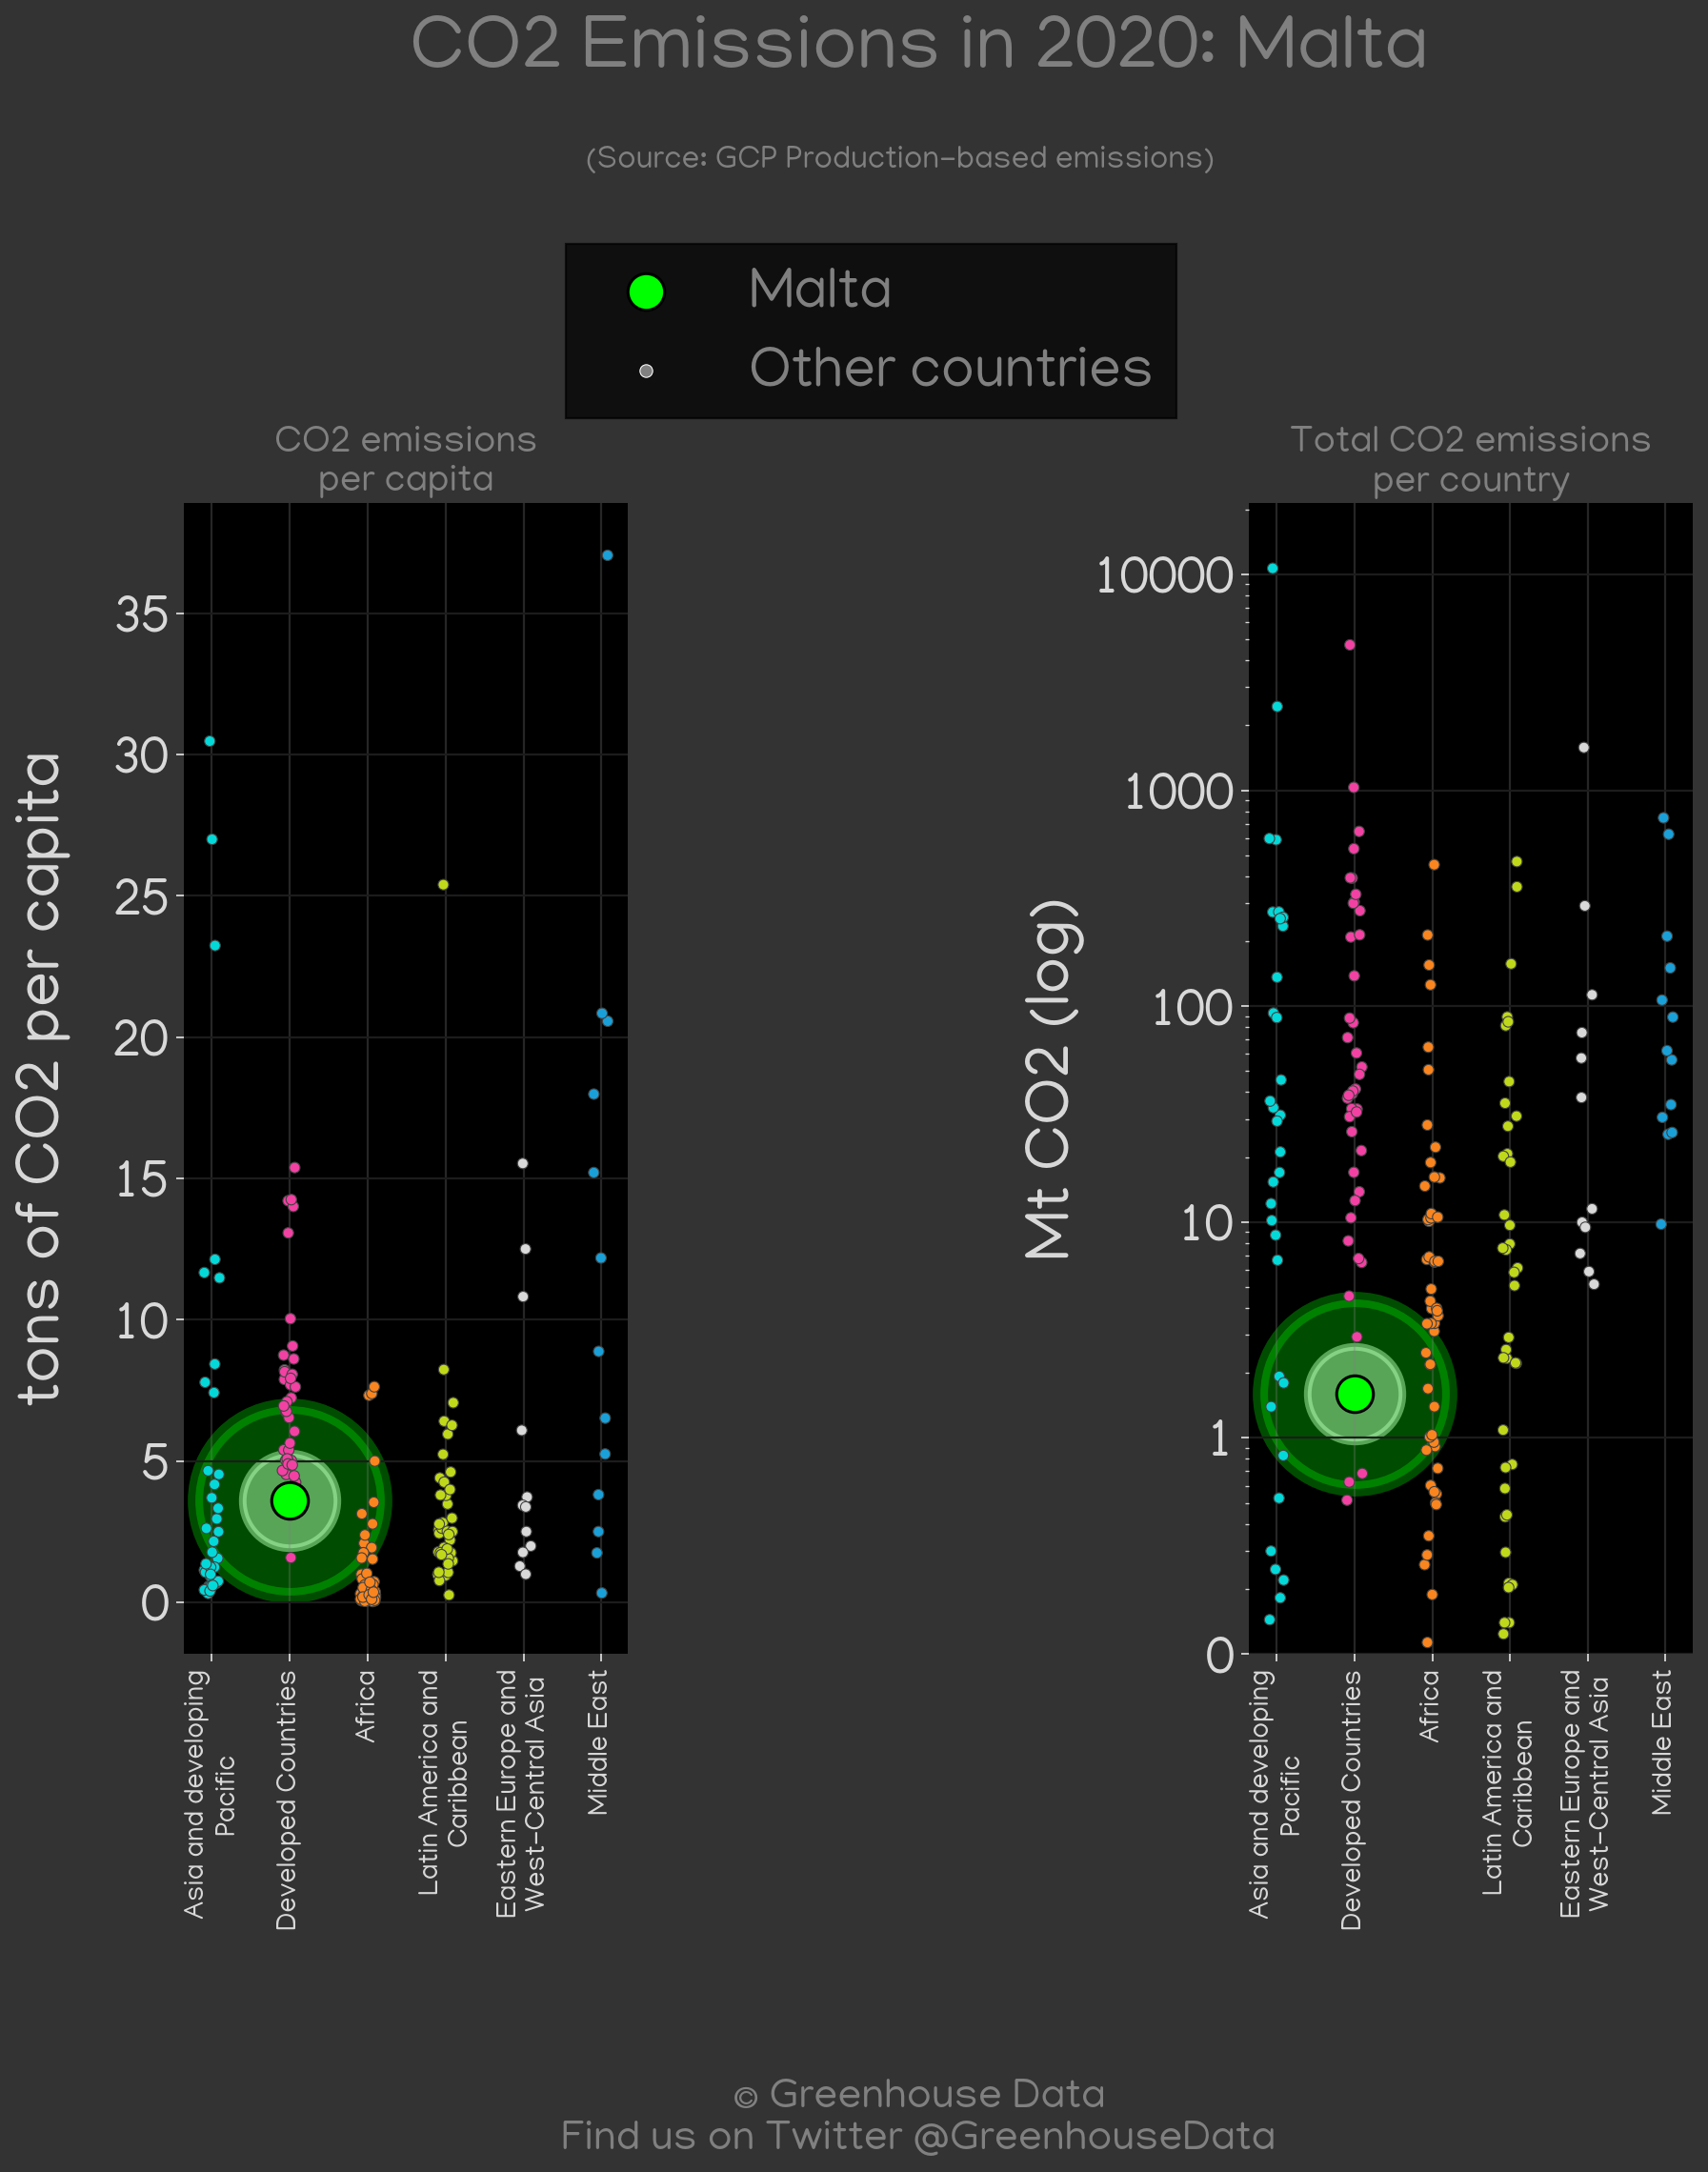 CO2 Emissions in 2020: Malta
(Source: GCP Production-based emissions)
Malta
Other countries
CO2 emissions
per capita
tons of CO2 per capita
35
30
25
20
15
10
5
0
Asia and developing
Pacific
Developed Countries
Africa
Latin America and
Caribbean
Eastern Europe and
West-Central Asia
Middle East
Total CO2 emissions
per country
Mt CO2 (log)
10000
1000
100
10
1
0
Asia and developing
Pacific
Developed Countries
Africa
Latin America and
Caribbean
Eastern Europe and
West-Central Asia
Middle East
© Greenhouse Data
Find us on Twitter @GreenhouseData